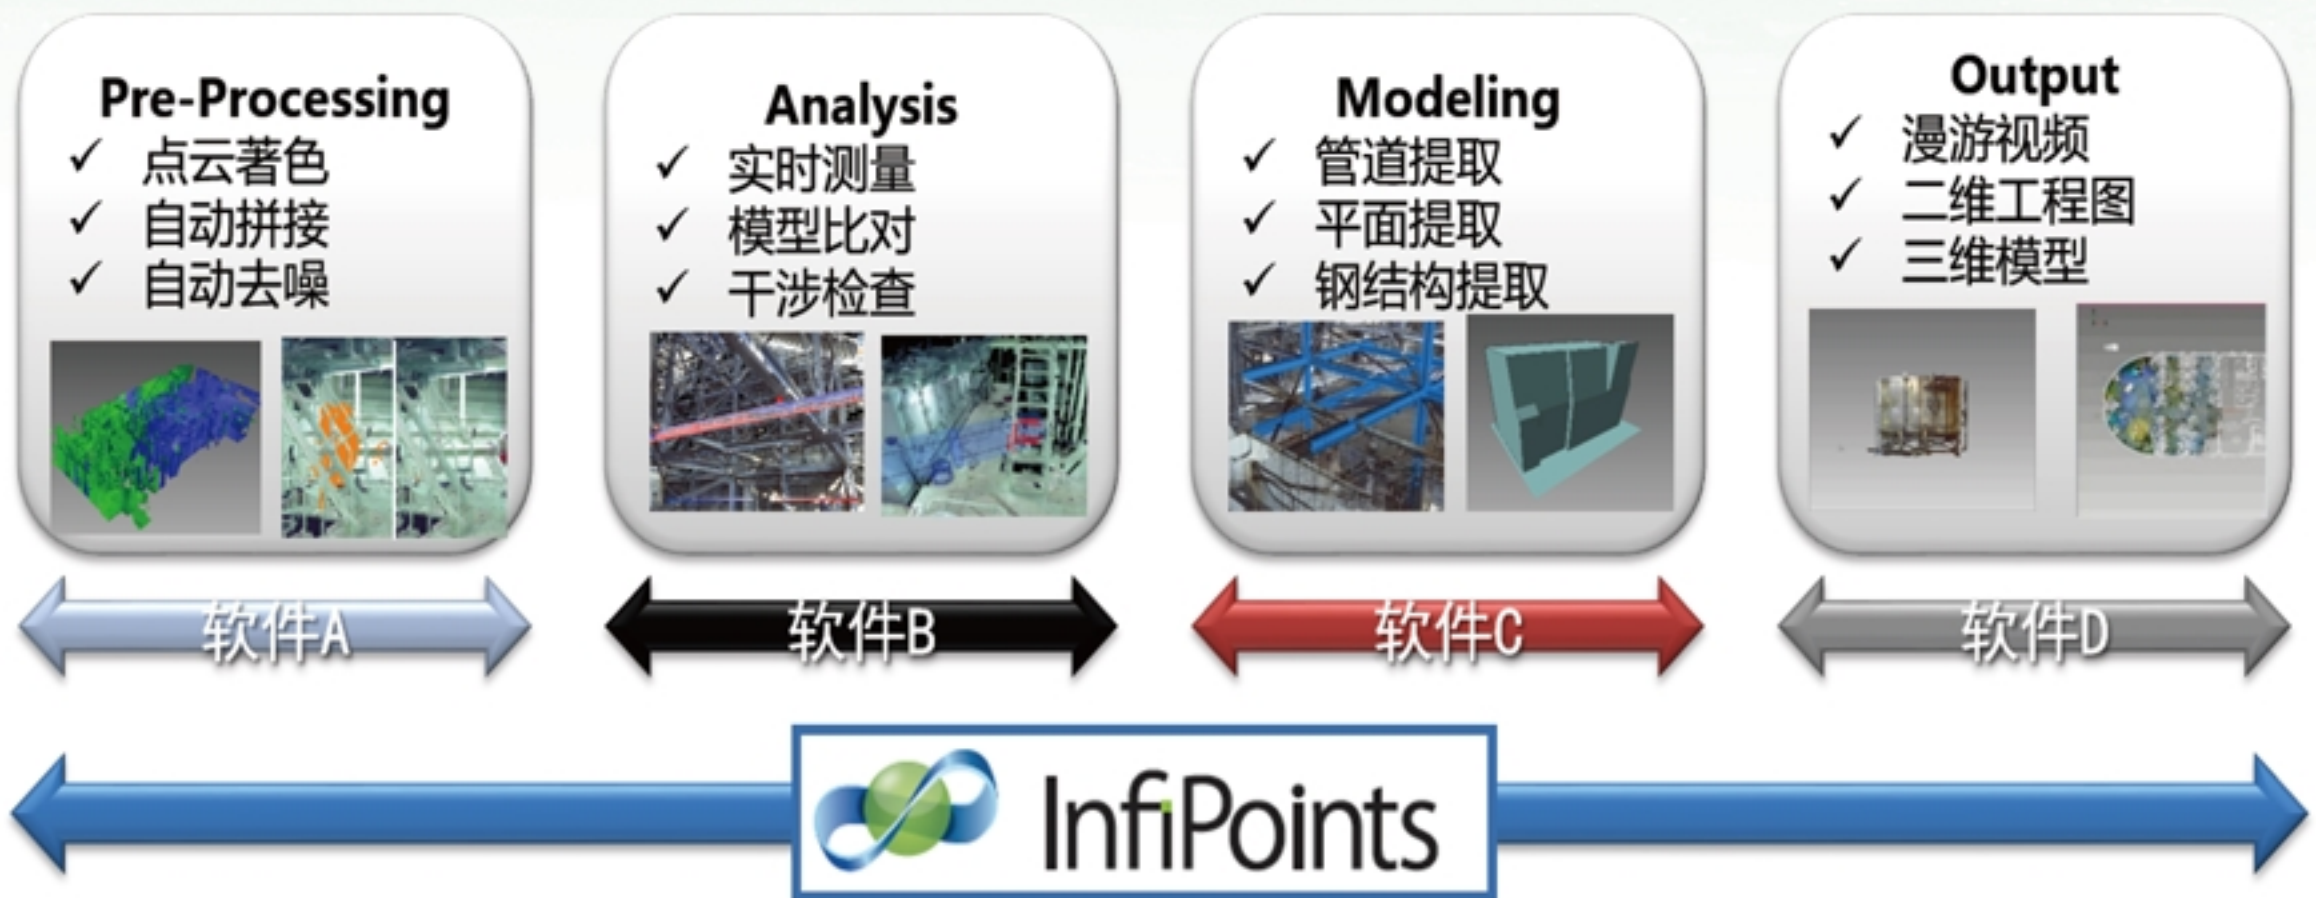 Pre-Processing
✓ 点云著色
✓ 自动拼接
✓ 自动去噪
Analysis
✓ 实时测量
✓ 模型比对
✓ 干涉检查
Modeling
✓ 管道提取
✓ 平面提取
✓ 钢结构提取
Output
✓ 漫游视频
✓ 二维工程图
✓ 三维模型
软件A
软件B
软件C
软件D
InfiPoints